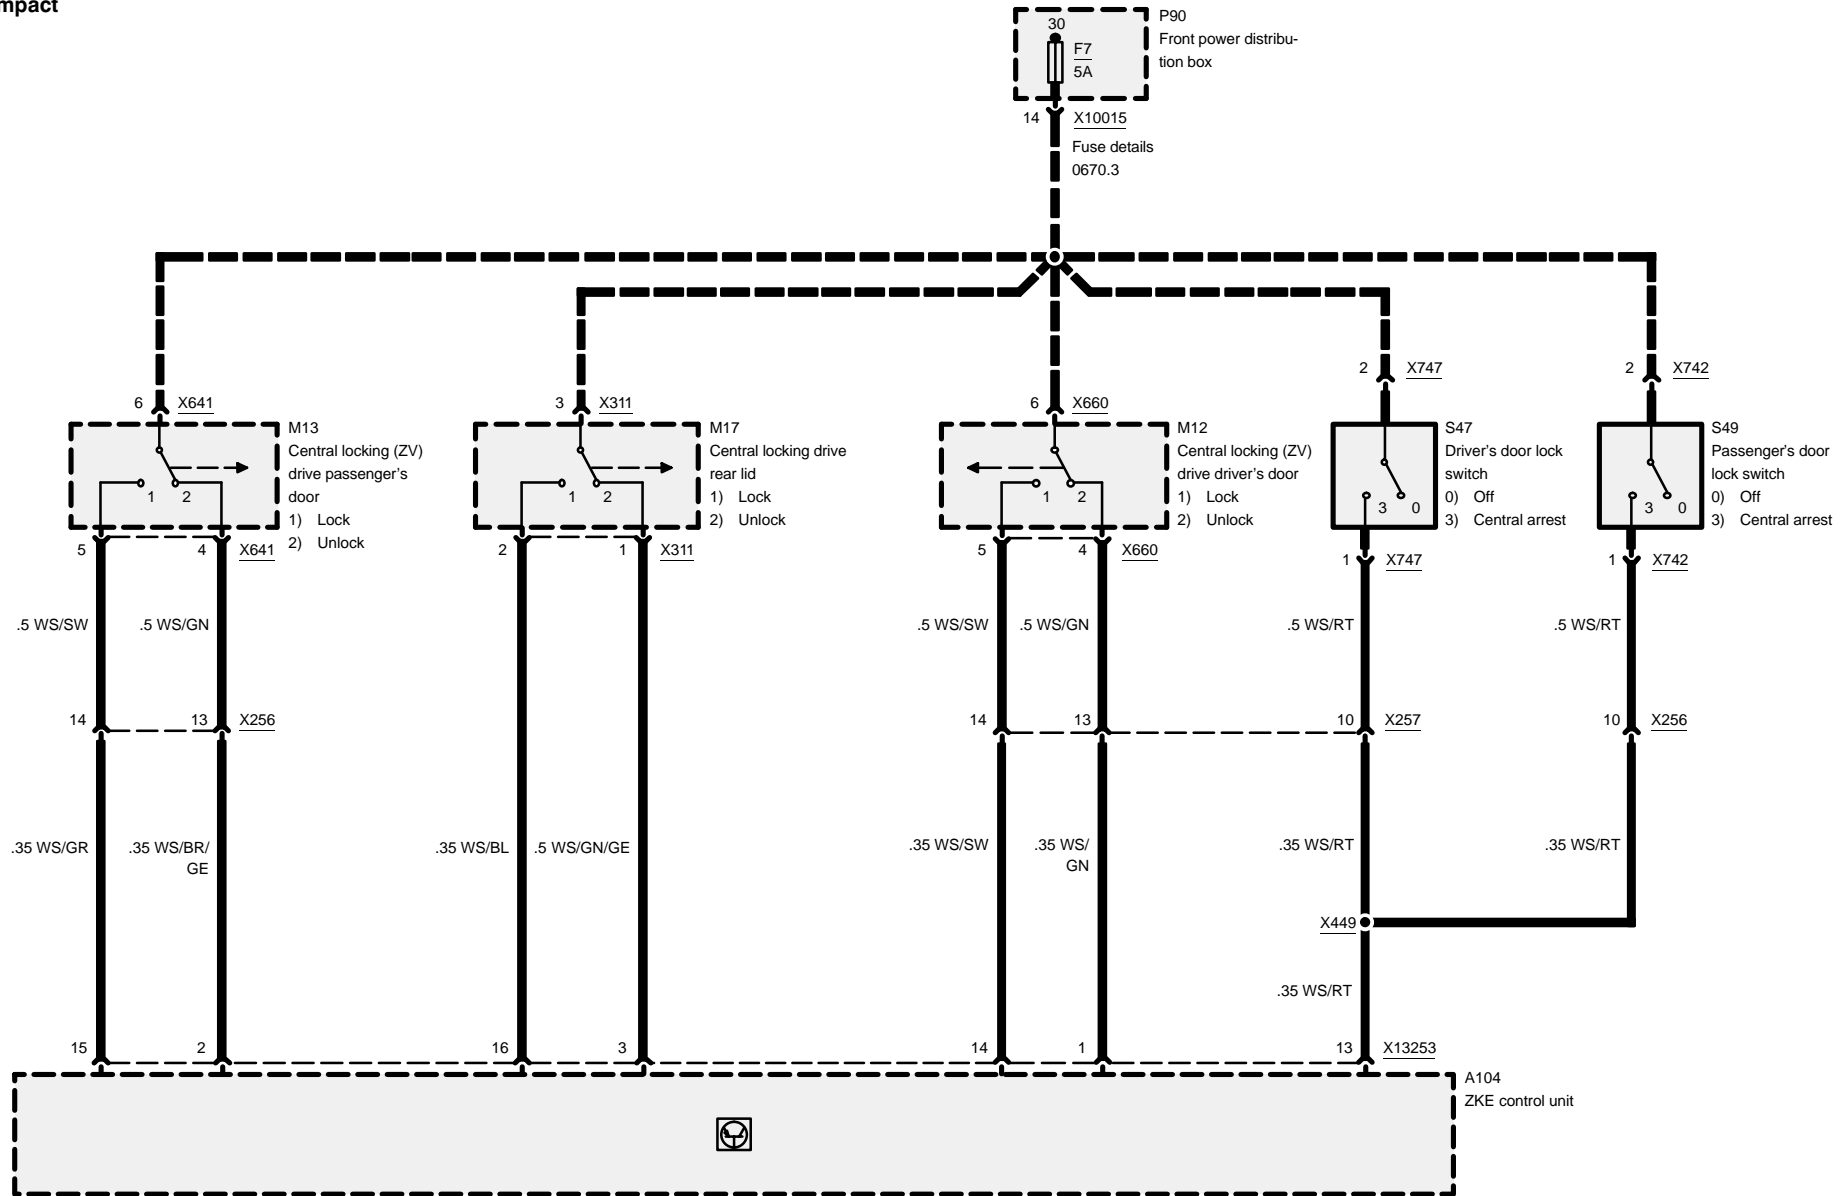 mpact
30
F7
5A
P90
Front power distribu-
tion box
14 X10015
Fuse details
0670.3
2 X747
2 X742
6 X641
3 X311
6 X660
M13
Central locking (ZV)
drive passenger's
door
1) Lock
2) Unlock
1 2
M17
Central locking drive
rear lid
1) Lock
2) Unlock
1 2
M12
Central locking (ZV)
drive driver's door
1) Lock
2) Unlock
1 2
S47
Driver's door lock
switch
0) Off
3) Central arrest
3 0
S49
Passenger's door
lock switch
0) Off
3) Central arrest
3 0
5 4 X641
2 1 X311
5 4 X660
1 X747
1 X742
.5 WS/SW .5 WS/GN
.5 WS/SW .5 WS/GN
.5 WS/RT
.5 WS/RT
14 13 X256
14 13 10 X257
10 X256
.35 WS/GR
.35 WS/BR/
GE
.35 WS/BL
.5 WS/GN/GE
.35 WS/SW
.35 WS/
GN
.35 WS/RT
.35 WS/RT
X449
.35 WS/RT
15 2 16 3 14 1 13 X13253
A104
ZKE control unit